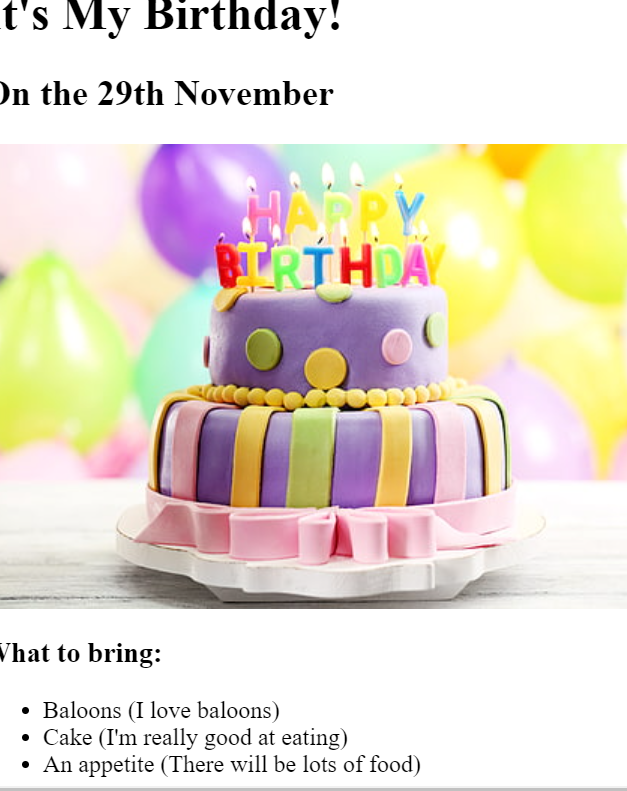 t's My Birthday!
On the 29th November
HAPPY
BIRTHDAY
What to bring:
Baloons (I love baloons)
Cake (I'm really good at eating)
An appetite (There will be lots of food)